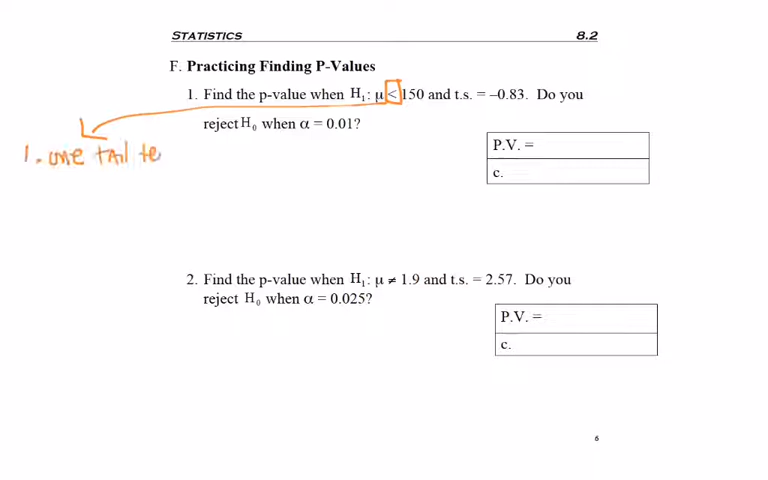 STATISTICS 8.2
F. Practicing Finding P-Values
1. Find the p-value when H₁: μ < 150 and t.s. = –0.83. Do you
reject H₀ when α = 0.01?
1. one tail te
P.V. =
c.
2. Find the p-value when H₁: μ ≠ 1.9 and t.s. = 2.57. Do you
reject H₀ when α = 0.025?
P.V. =
c.
6